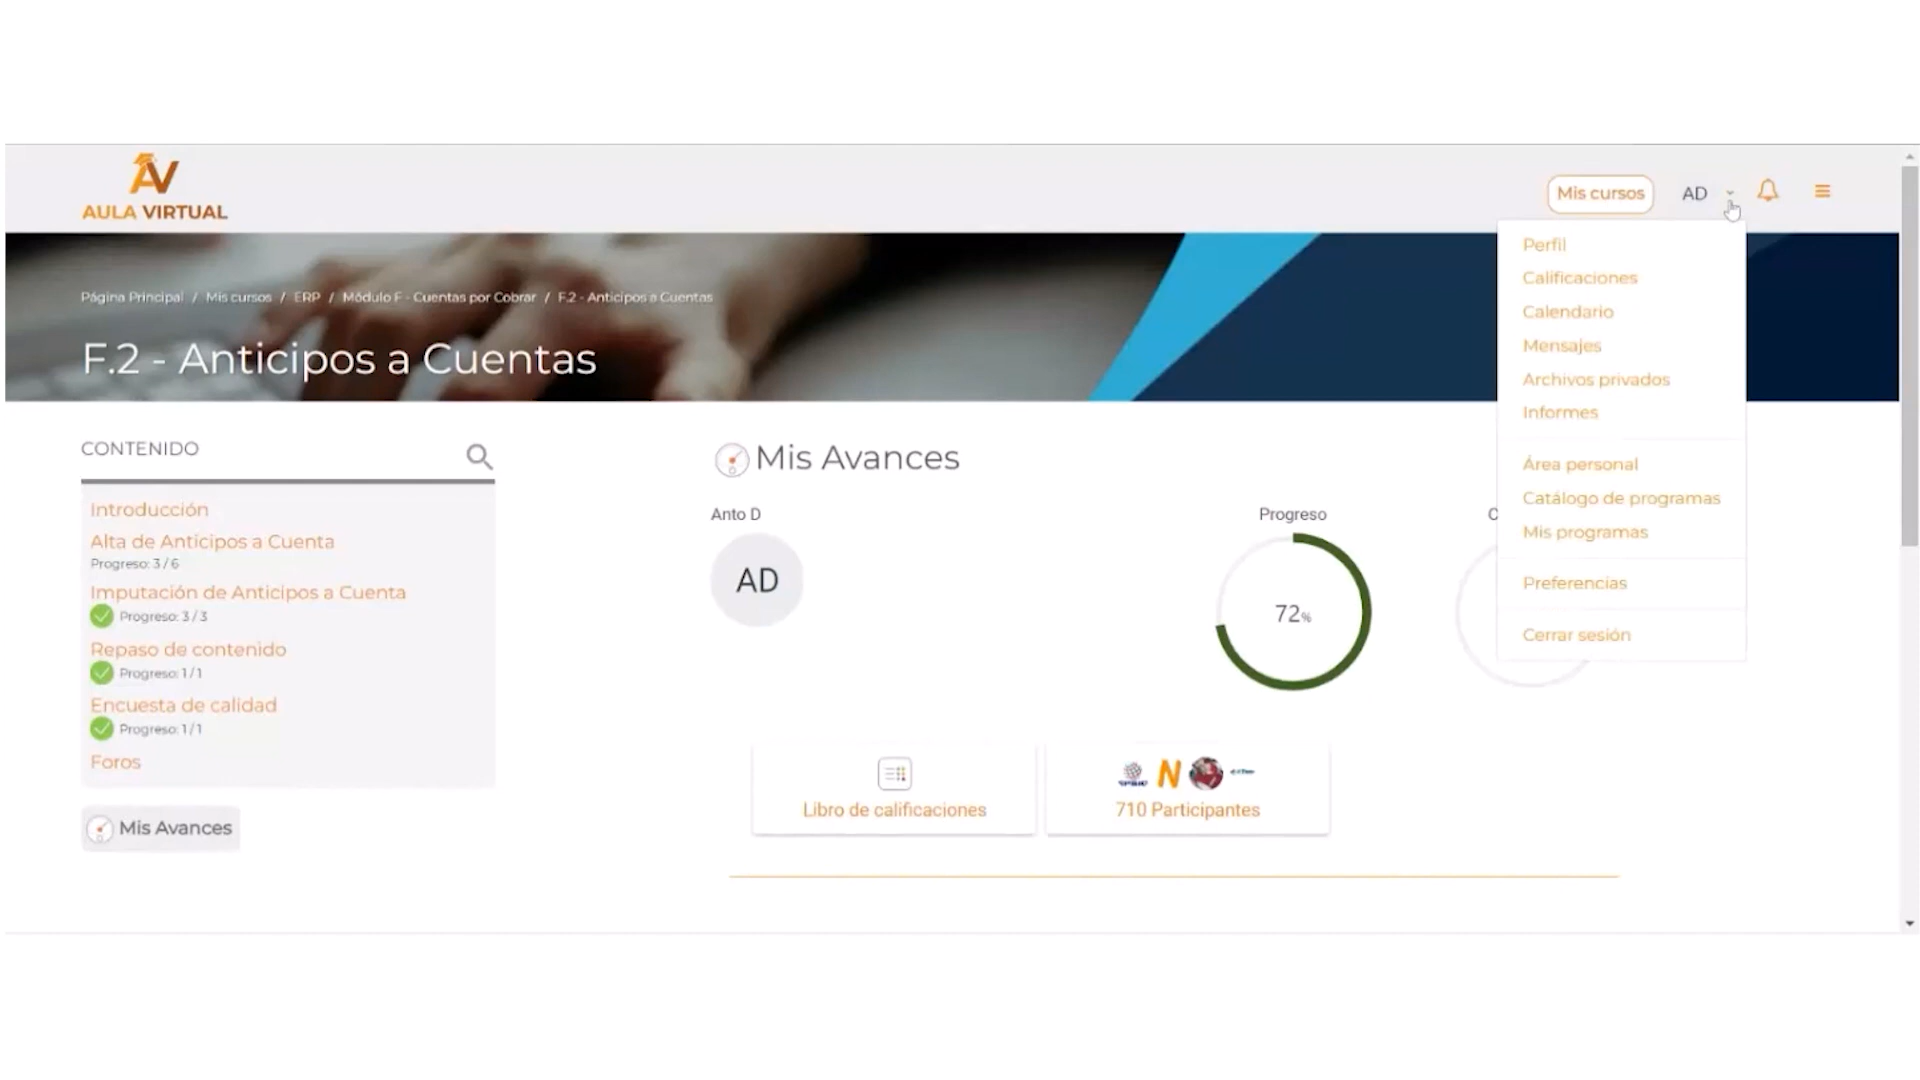 AV
AULA VIRTUAL
Mis cursos
AD
Perfil
Calificaciones
Calendario
Mensajes
Archivos privados
Informes
Área personal
Catálogo de programas
Mis programas
Preferencias
Cerrar sesión
Página Principal / Mis cursos / ERP / Módulo F - Cuentas por Cobrar / F.2 - Anticipos a Cuentas
F.2 - Anticipos a Cuentas
CONTENIDO
Introducción
Alta de Anticipos a Cuenta
Progreso: 3 / 6
Imputación de Anticipos a Cuenta
Progreso: 3 / 3
Repaso de contenido
Progreso: 1 / 1
Encuesta de calidad
Progreso: 1 / 1
Foros
Mis Avances
Mis Avances
Anto D
AD
Progreso
72%
Libro de calificaciones
N
710 Participantes